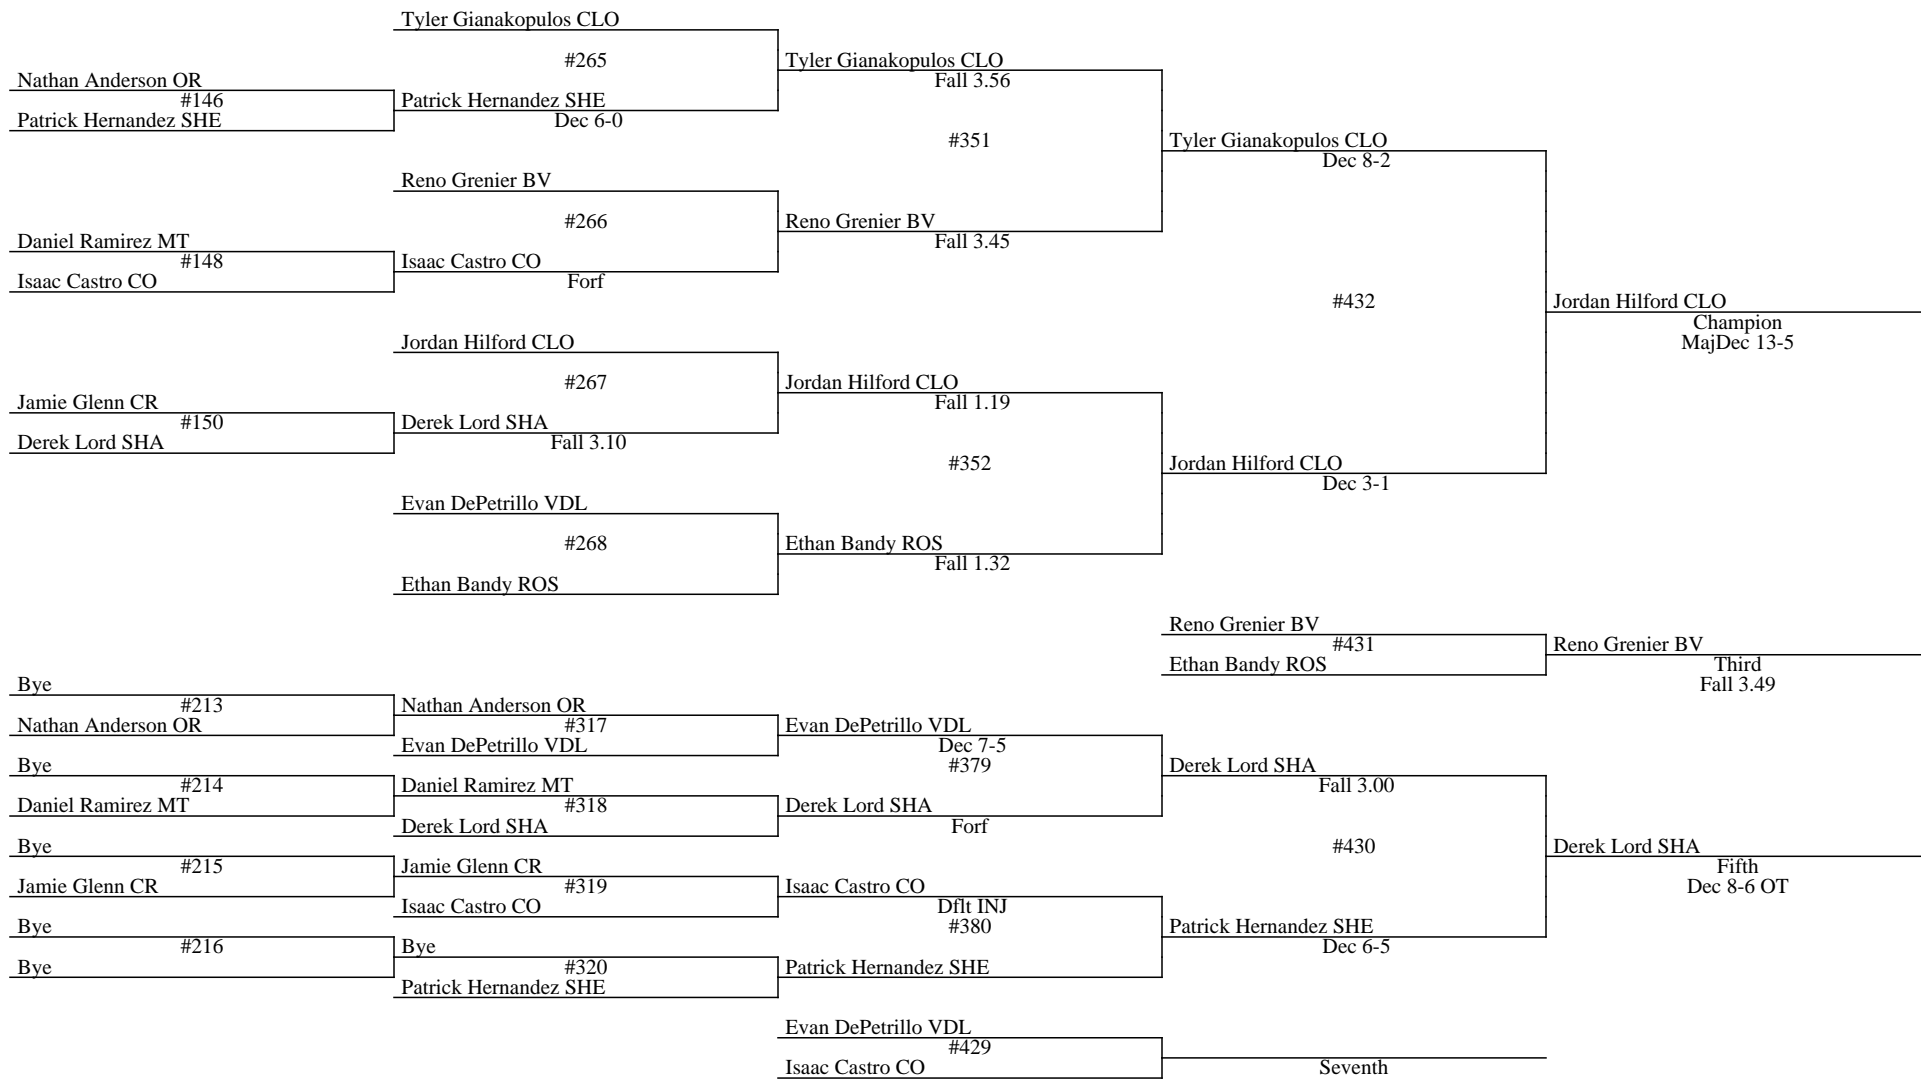 Tyler Gianakopulos CLO
#265
Tyler Gianakopulos CLO
Fall 3.56
Nathan Anderson OR
#146
Patrick Hernandez SHE
Patrick Hernandez SHE
Dec 6-0
#351
Tyler Gianakopulos CLO
Dec 8-2
Reno Grenier BV
#266
Reno Grenier BV
Fall 3.45
Daniel Ramirez MT
#148
Isaac Castro CO
Isaac Castro CO
Forf
#432
Jordan Hilford CLO
Champion
MajDec 13-5
Jordan Hilford CLO
#267
Jordan Hilford CLO
Fall 1.19
Jamie Glenn CR
#150
Derek Lord SHA
Derek Lord SHA
Fall 3.10
#352
Jordan Hilford CLO
Dec 3-1
Evan DePetrillo VDL
#268
Ethan Bandy ROS
Fall 1.32
Ethan Bandy ROS
Reno Grenier BV
#431
Ethan Bandy ROS
Reno Grenier BV
Third
Fall 3.49
Bye
#213
Nathan Anderson OR
Nathan Anderson OR
#317
Evan DePetrillo VDL
Evan DePetrillo VDL
Dec 7-5
#379
Bye
#214
Daniel Ramirez MT
Daniel Ramirez MT
#318
Derek Lord SHA
Derek Lord SHA
Forf
Derek Lord SHA
Fall 3.00
#430
Derek Lord SHA
Fifth
Dec 8-6 OT
Bye
#215
Jamie Glenn CR
Jamie Glenn CR
#319
Isaac Castro CO
Isaac Castro CO
Dflt INJ
#380
Patrick Hernandez SHE
Dec 6-5
Bye
#216
Bye
Bye
#320
Patrick Hernandez SHE
Patrick Hernandez SHE
Evan DePetrillo VDL
#429
Isaac Castro CO
Seventh